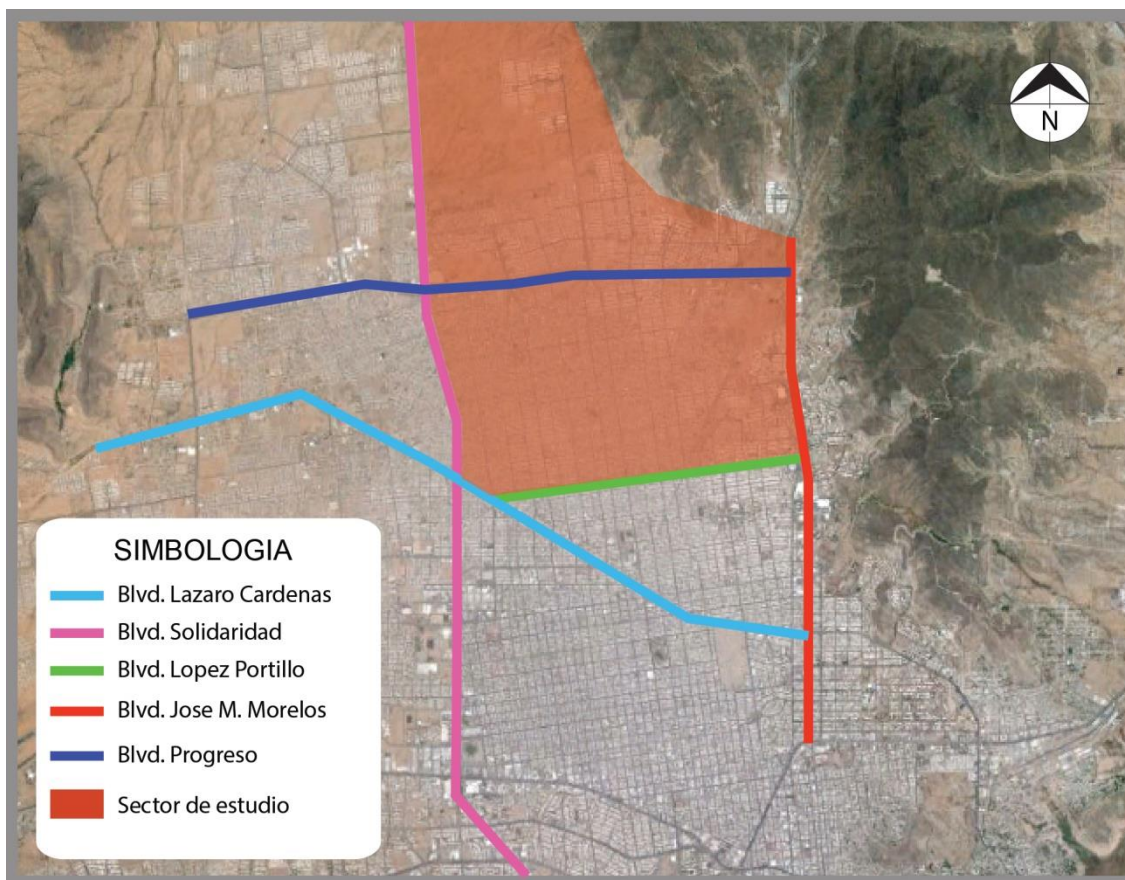 N
SIMBOLOGIA
Blvd. Lazaro Cardenas
Blvd. Solidaridad
Blvd. Lopez Portillo
Blvd. Jose M. Morelos
Blvd. Progreso
Sector de estudio